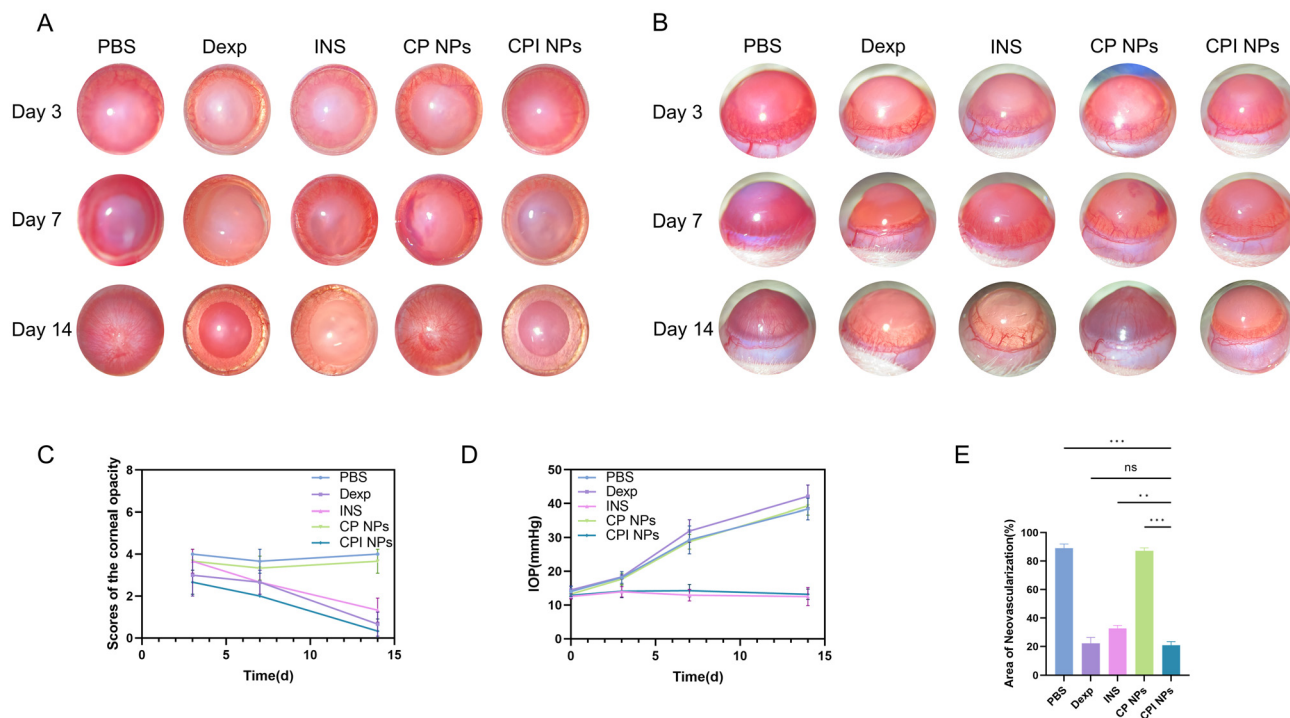 A
PBS Dexp INS CP NPs CPI NPs
Day 3
Day 7
Day 14
B
PBS Dexp INS CP NPs CPI NPs
Day 3
Day 7
Day 14
C
Scores of the corneal opacity
8
6
4
2
0
0 5 10 15
Time(d)
PBS
Dexp
INS
CP NPs
CPI NPs
D
IOP(mmHg)
50
40
30
20
10
0
0 5 10 15
Time(d)
PBS
Dexp
INS
CP NPs
CPI NPs
E
***
ns
**
***
Area of Neovascularization(%)
100
80
60
40
20
0
PBS Dexp INS CP NPs CPI NPs